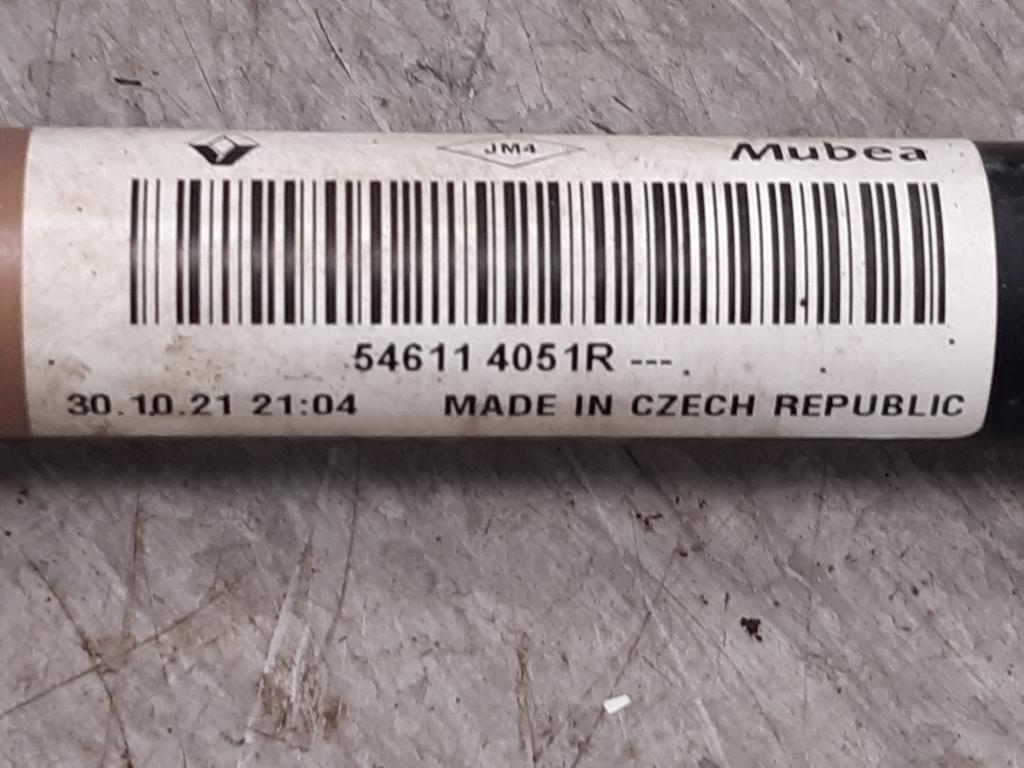 JM4 Mubea
54611 4051R ---
30.10.21 21:04 MADE IN CZECH REPUBLIC